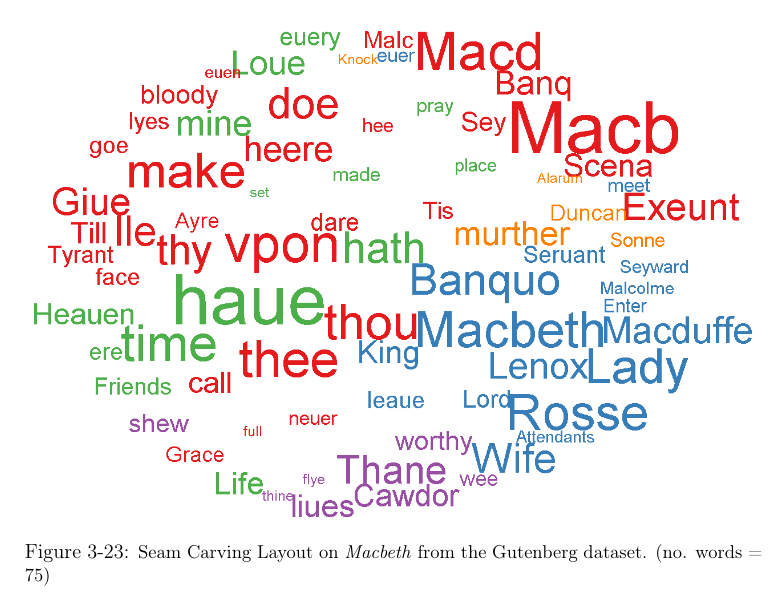 euery Malc Macd
Loue Knock euer
euen Banq
bloody doe
pray Macb
lyes mine hee Sey
goe heere
make made place Scena
set Alarum meet
Giue Ayre dare Tis Duncan Exeunt
Till Ile thy vpon hath murther Sonne
Tyrant Seruant
face Banquo Seyward
haue Malcolme
Heauen thou Macbeth Enter
time Macduffe
ere thee King Lenox Lady
Friends call
leaue Lord Rosse
shew full neuer worthy Attendants
Grace Thane Wife
Life flye Cawdor wee
thine liues
Figure 3-23: Seam Carving Layout on Macbeth from the Gutenberg dataset. (no. words =
75)